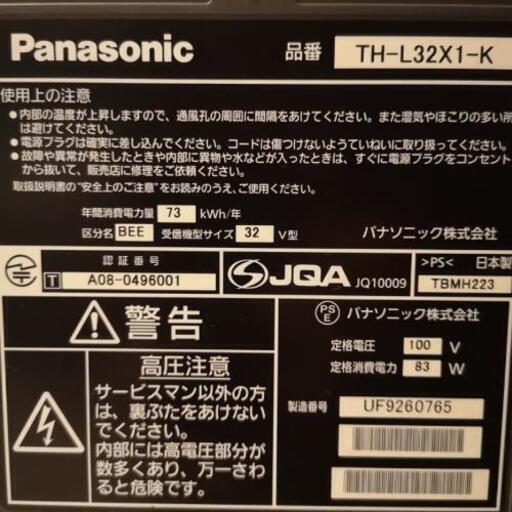 Panasonic 品番 TH-L32X1-K
使用上の注意
●内部の温度が上昇しますので、通風孔の周囲に間隔をあけてください。また湿気やほこりの多い所
は避けてください。
●電源プラグは確実に差し込んでください。コードは傷つけないようていねいに取り扱ってください。
●故障や異常が発生したときや内部に異物や水などが入ったときは、すぐに電源プラグをコンセント
から抜いて、販売店に修理をご依頼ください。
取扱説明書の"安全上のご注意"をお読みのうえ、ご使用ください。
年間消費電力量 73 kWh/年
区分名 BEE 受信機型サイズ 32 V型 パナソニック株式会社
認証番号
T A08-0496001
JQA JQ10009
>PS< 日本製
TBMH223
警告
高圧注意
サービスマン以外の方
は、裏ぶたをあけないで
ください。
内部には高電圧部分が
数多くあり、万一さわ
ると危険です。
PS
E パナソニック株式会社
定格電圧 100 V
定格消費電力 83 W
製造番号 UF9260765